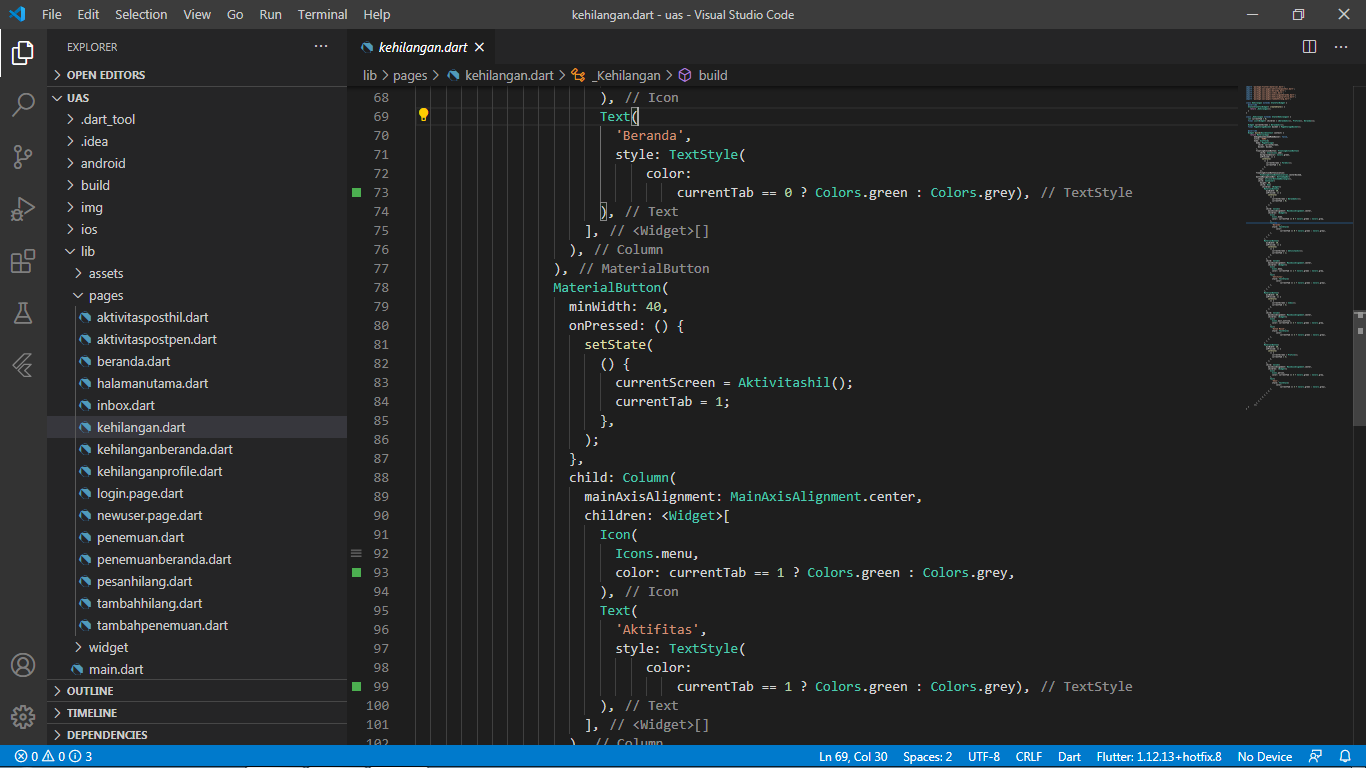 File Edit Selection View Go Run Terminal Help
kehilangan.dart - uas - Visual Studio Code
EXPLORER
OPEN EDITORS
UAS
.dart_tool
.idea
android
build
img
ios
lib
assets
pages
aktivitasposthil.dart
aktivitaspostpen.dart
beranda.dart
halamanutama.dart
inbox.dart
kehilangan.dart
kehilanganberanda.dart
kehilanganprofile.dart
login.page.dart
newuser.page.dart
penemuan.dart
penemuanberanda.dart
pesanhilang.dart
tambahhilang.dart
tambahpenemuan.dart
widget
main.dart
OUTLINE
TIMELINE
DEPENDENCIES
kehilangan.dart
lib > pages > kehilangan.dart > _Kehilangan > build
68 ), // Icon
69 Text(
70 'Beranda',
71 style: TextStyle(
72 color:
73 currentTab == 0 ? Colors.green : Colors.grey), // TextStyle
74 ), // Text
75 ], // <Widget>[]
76 ), // Column
77 ), // MaterialButton
78 MaterialButton(
79 minWidth: 40,
80 onPressed: () {
81 setState(
82 () {
83 currentScreen = Aktivitashil();
84 currentTab = 1;
85 },
86 );
87 },
88 child: Column(
89 mainAxisAlignment: MainAxisAlignment.center,
90 children: <Widget>[
91 Icon(
92 Icons.menu,
93 color: currentTab == 1 ? Colors.green : Colors.grey,
94 ), // Icon
95 Text(
96 'Aktifitas',
97 style: TextStyle(
98 color:
99 currentTab == 1 ? Colors.green : Colors.grey), // TextStyle
100 ), // Text
101 ], // <Widget>[]
102 ), // Column
0 0 3
Ln 69, Col 30 Spaces: 2 UTF-8 CRLF Dart Flutter: 1.12.13+hotfix.8 No Device